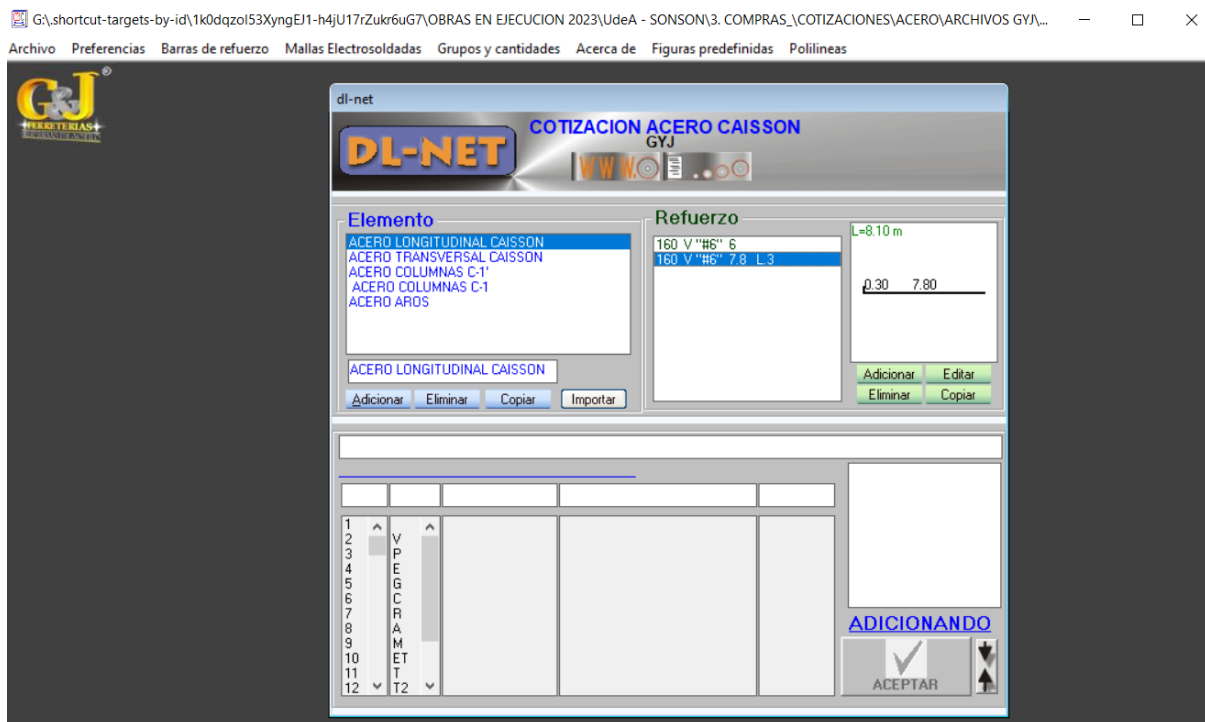 G:\.shortcut-targets-by-id\1k0dqzol53XyngEJ1-h4jU17rZukr6uG7\OBRAS EN EJECUCION 2023\UdeA - SONSON\3. COMPRAS_\COTIZACIONES\ACERO\ARCHIVOS GYJ\...
Archivo Preferencias Barras de refuerzo Mallas Electrosoldadas Grupos y cantidades Acerca de Figuras predefinidas Polilineas
G&J ®
FERRETERIAS
dl-net
DL-NET
COTIZACION ACERO CAISSON
GYJ
WWW.
Elemento
ACERO LONGITUDINAL CAISSON
ACERO TRANSVERSAL CAISSON
ACERO COLUMNAS C-1'
ACERO COLUMNAS C-1
ACERO AROS
ACERO LONGITUDINAL CAISSON
Adicionar Eliminar Copiar Importar
Refuerzo
160 V "#6" 6
160 V "#6" 7.8 L.3
L=8.10 m
0.30 7.80
Adicionar Editar
Eliminar Copiar
1
2 V
3 P
4 E
5 G
6 C
7 R
8 A
9 M
10 ET
11 T
12 T2
ADICIONANDO
ACEPTAR